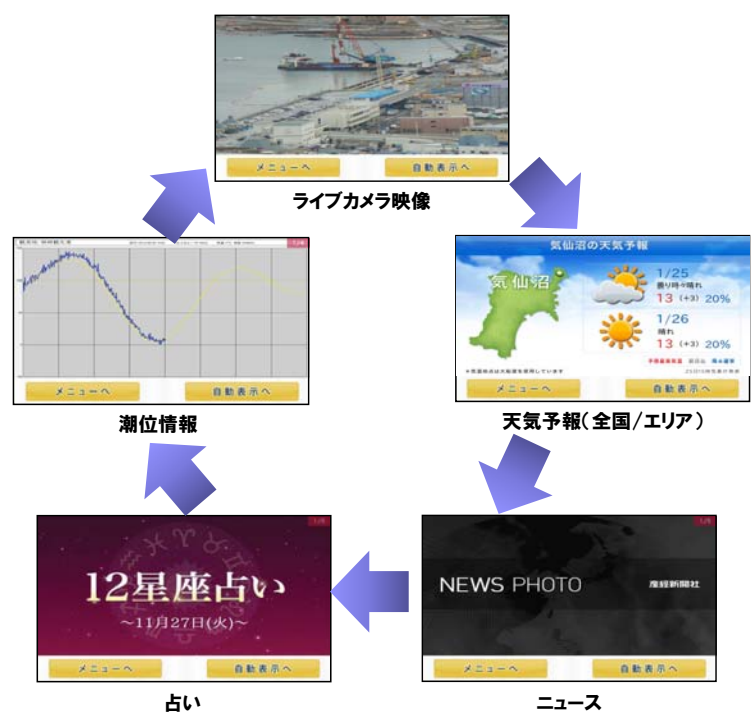 メニューへ
自動表示へ
ライブカメラ映像
気仙沼の天気予報
気仙沼
1/25
曇り時々晴れ
13 (+3) 20%
1/26
晴れ
13 (+3) 20%
メニューへ
自動表示へ
天気予報(全国/エリア)
NEWS PHOTO
産経新聞社
メニューへ
自動表示へ
ニュース
12星座占い
～11月27日(火)～
メニューへ
自動表示へ
占い
メニューへ
自動表示へ
潮位情報